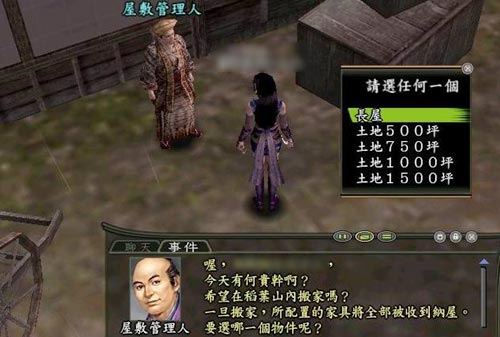 屋敷管理人
請選任何一個
長屋
土地500坪
土地750坪
土地1000坪
土地1500坪
聊天
事件
喔，　　　　　，
今天有何貴幹啊？
希望在稻葉山內搬家嗎？
一旦搬家，所配置的家具將全部被收到納屋。
要選哪一個物件呢？
屋敷管理人